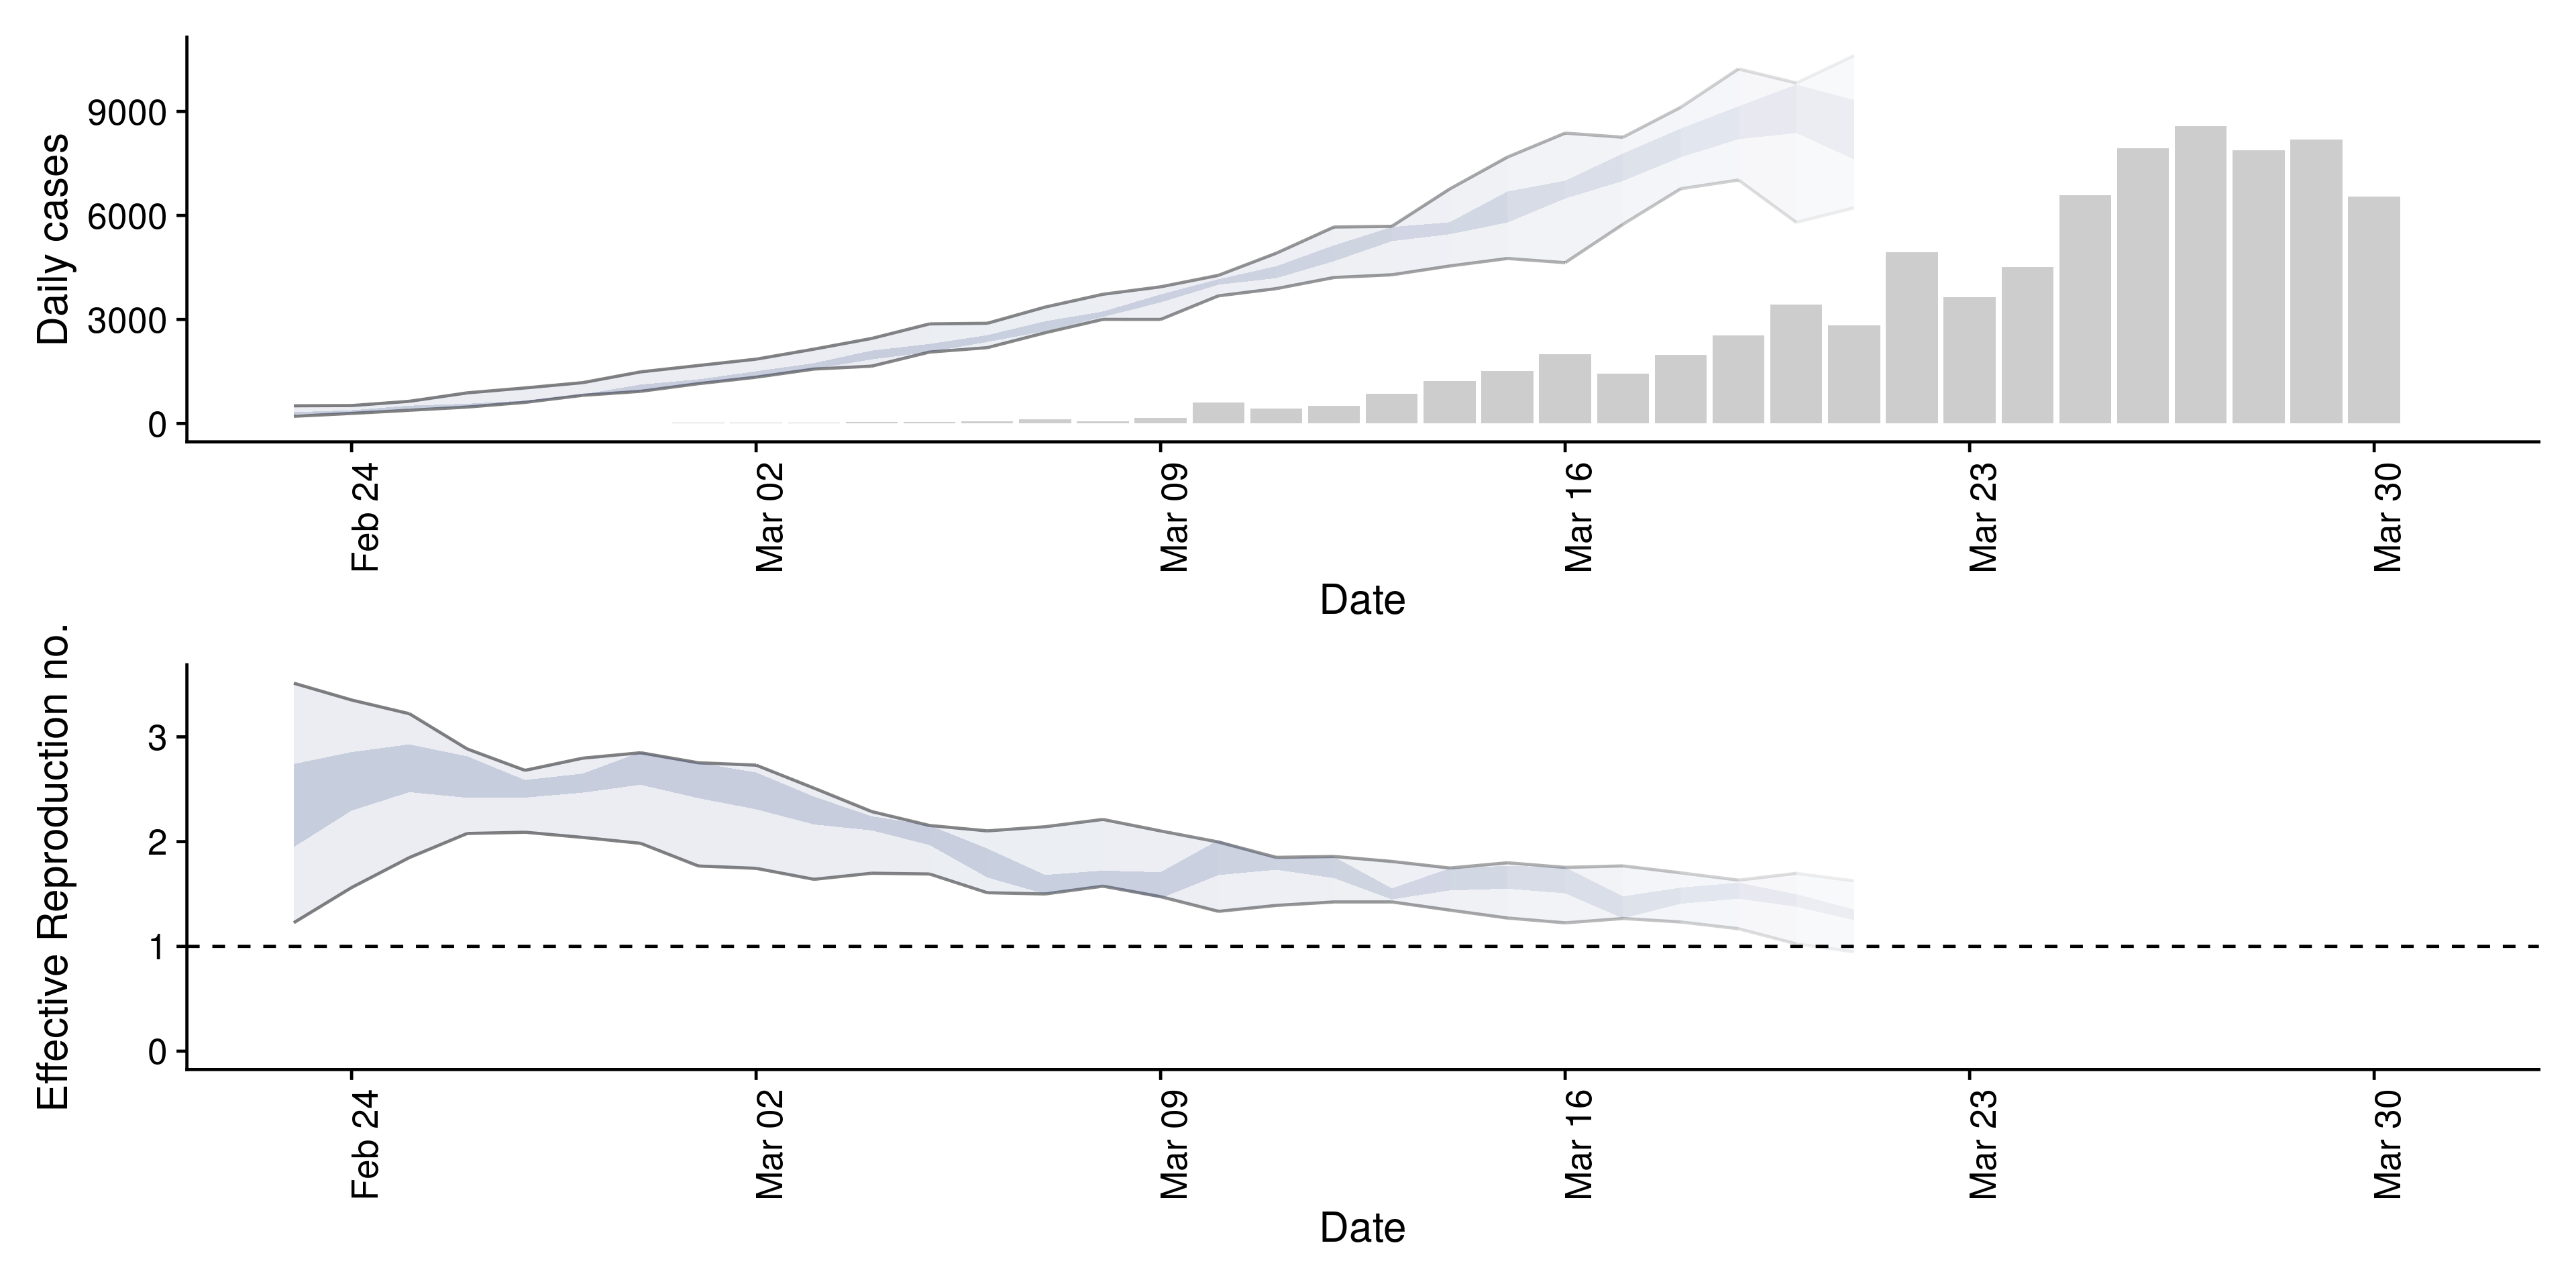 Daily cases
9000
6000
3000
0
Feb 24
Mar 02
Mar 09
Mar 16
Mar 23
Mar 30
Date
Effective Reproduction no.
3
2
1
0
Feb 24
Mar 02
Mar 09
Mar 16
Mar 23
Mar 30
Date